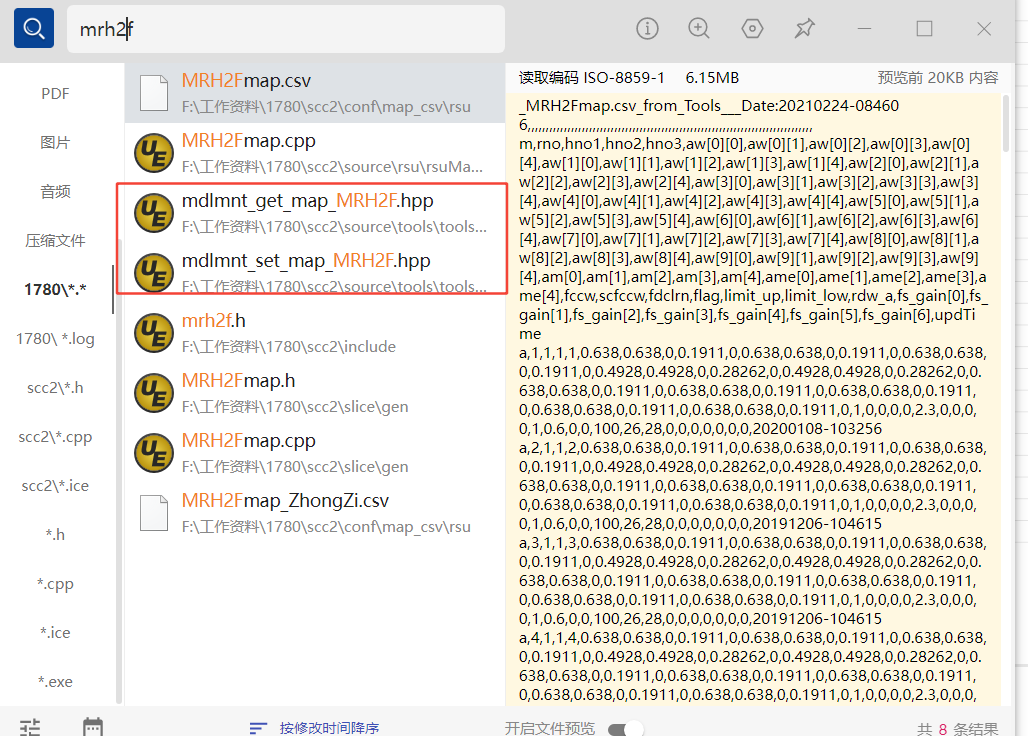 mrh2f
PDF
图片
音频
压缩文件
1780\*.*
1780\ *.log
scc2\*.h
scc2\*.cpp
scc2\*.ice
*.h
*.cpp
*.ice
*.exe
MRH2Fmap.csv
F:\工作资料\1780\scc2\conf\map_csv\rsu
UE
MRH2Fmap.cpp
F:\工作资料\1780\scc2\source\rsu\rsuMa...
UE
mdlmnt_get_map_MRH2F.hpp
F:\工作资料\1780\scc2\source\tools\tools...
UE
mdlmnt_set_map_MRH2F.hpp
F:\工作资料\1780\scc2\source\tools\tools...
UE
mrh2f.h
F:\工作资料\1780\scc2\include
UE
MRH2Fmap.h
F:\工作资料\1780\scc2\slice\gen
UE
MRH2Fmap.cpp
F:\工作资料\1780\scc2\slice\gen
MRH2Fmap_ZhongZi.csv
F:\工作资料\1780\scc2\conf\map_csv\rsu
读取编码 ISO-8859-1 6.15MB 预览前 20KB 内容
_MRH2Fmap.csv_from_Tools___Date:20210224-08460
6,,,,,,,,,,,,,,,,,,,,,,,,,,,,,,,,,,,,,,,,,,,,,,,,,,,,,,,,,,,,,,,,,,,,,,,,,,,,,,,
m,rno,hno1,hno2,hno3,aw[0][0],aw[0][1],aw[0][2],aw[0][3],aw[0]
[4],aw[1][0],aw[1][1],aw[1][2],aw[1][3],aw[1][4],aw[2][0],aw[2][1],a
w[2][2],aw[2][3],aw[2][4],aw[3][0],aw[3][1],aw[3][2],aw[3][3],aw[3]
[4],aw[4][0],aw[4][1],aw[4][2],aw[4][3],aw[4][4],aw[5][0],aw[5][1],a
w[5][2],aw[5][3],aw[5][4],aw[6][0],aw[6][1],aw[6][2],aw[6][3],aw[6]
[4],aw[7][0],aw[7][1],aw[7][2],aw[7][3],aw[7][4],aw[8][0],aw[8][1],a
w[8][2],aw[8][3],aw[8][4],aw[9][0],aw[9][1],aw[9][2],aw[9][3],aw[9]
[4],am[0],am[1],am[2],am[3],am[4],ame[0],ame[1],ame[2],ame[3],a
me[4],fccw,scfccw,fdclrn,flag,limit_up,limit_low,rdw_a,fs_gain[0],fs_
gain[1],fs_gain[2],fs_gain[3],fs_gain[4],fs_gain[5],fs_gain[6],updTi
me
a,1,1,1,1,0.638,0.638,0,0.1911,0,0.638,0.638,0,0.1911,0,0.638,0.638,
0,0.1911,0,0.4928,0.4928,0,0.28262,0,0.4928,0.4928,0,0.28262,0,0.
638,0.638,0,0.1911,0,0.638,0.638,0,0.1911,0,0.638,0.638,0,0.1911
,0,0.638,0.638,0,0.1911,0,0.638,0.638,0,0.1911,0,1,0,0,0,0,2.3,0,0,0,
0,1,0.6,0,0,100,26,28,0,0,0,0,0,0,0,20200108-103256
a,2,1,1,2,0.638,0.638,0,0.1911,0,0.638,0.638,0,0.1911,0,0.638,0.638,
0,0.1911,0,0.4928,0.4928,0,0.28262,0,0.4928,0.4928,0,0.28262,0,0.
638,0.638,0,0.1911,0,0.638,0.638,0,0.1911,0,0.638,0.638,0,0.1911
,0,0.638,0.638,0,0.1911,0,0.638,0.638,0,0.1911,0,1,0,0,0,0,2.3,0,0,0,
0,1,0.6,0,0,100,26,28,0,0,0,0,0,0,0,20191206-104615
a,3,1,1,3,0.638,0.638,0,0.1911,0,0.638,0.638,0,0.1911,0,0.638,0.638,
0,0.1911,0,0.4928,0.4928,0,0.28262,0,0.4928,0.4928,0,0.28262,0,0.
638,0.638,0,0.1911,0,0.638,0.638,0,0.1911,0,0.638,0.638,0,0.1911
,0,0.638,0.638,0,0.1911,0,0.638,0.638,0,0.1911,0,1,0,0,0,0,2.3,0,0,0,
0,1,0.6,0,0,100,26,28,0,0,0,0,0,0,0,20191206-104615
a,4,1,1,4,0.638,0.638,0,0.1911,0,0.638,0.638,0,0.1911,0,0.638,0.638,
0,0.1911,0,0.4928,0.4928,0,0.28262,0,0.4928,0.4928,0,0.28262,0,0.
638,0.638,0,0.1911,0,0.638,0.638,0,0.1911,0,0.638,0.638,0,0.1911
,0,0.638,0.638,0,0.1911,0,0.638,0.638,0,0.1911,0,1,0,0,0,0,2.3,0,0,0,
按修改时间降序 开启文件预览 共 8 条结果